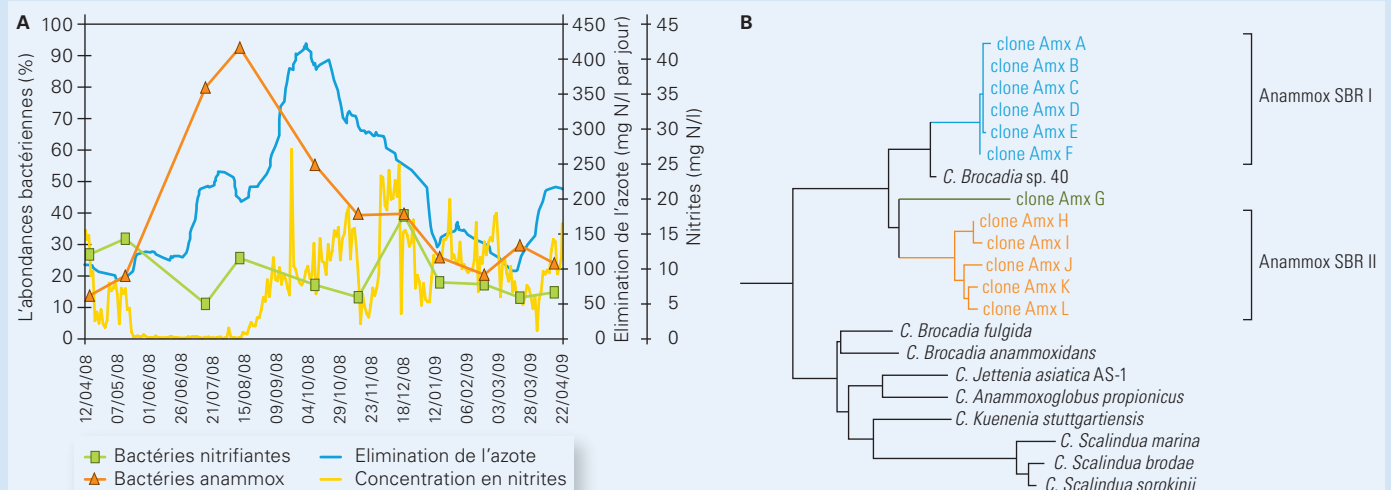 A
L'abondances bactériennes (%)
100
90
80
70
60
50
40
30
20
10
0
450
400
350
300
250
200
150
100
50
0
Elimination de l'azote (mg N/l par jour)
45
40
35
30
25
20
15
10
5
0
Nitrites (mg N/l)
12/04/08
07/05/08
01/06/08
26/06/08
21/07/08
15/08/08
09/09/08
04/10/08
29/10/08
23/11/08
18/12/08
12/01/09
06/02/09
03/03/09
28/03/09
22/04/09
Bactéries nitrifiantes
Elimination de l'azote
Bactéries anammox
Concentration en nitrites
B
clone Amx A
clone Amx B
clone Amx C
clone Amx D
clone Amx E
clone Amx F
Anammox SBR I
C. Brocadia sp. 40
clone Amx G
clone Amx H
clone Amx I
clone Amx J
clone Amx K
clone Amx L
Anammox SBR II
C. Brocadia fulgida
C. Brocadia anammoxidans
C. Jettenia asiatica AS-1
C. Anammoxoglobus propionicus
C. Kuenenia stuttgartiensis
C. Scalindua marina
C. Scalindua brodae
C. Scalindua sorokinii